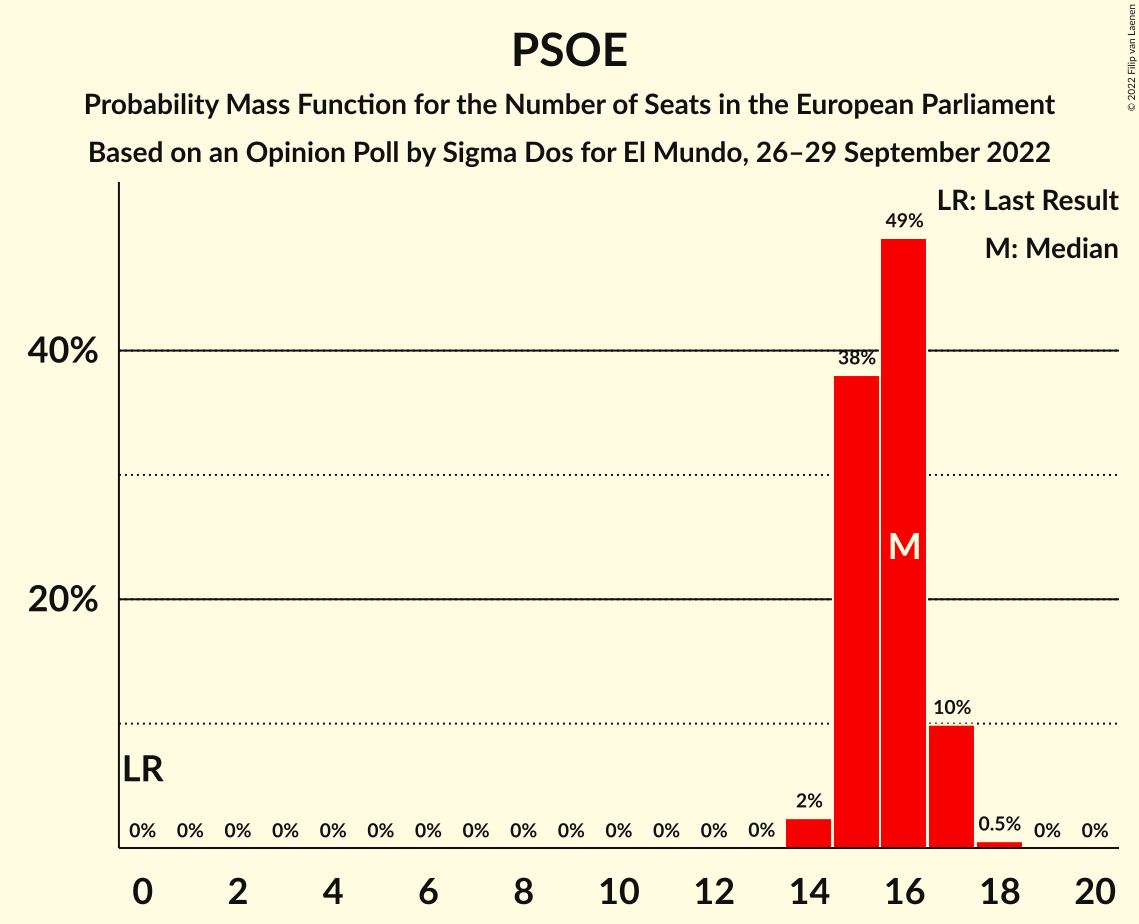 PSOE
Probability Mass Function for the Number of Seats in the European Parliament
Based on an Opinion Poll by Sigma Dos for El Mundo, 26–29 September 2022
© 2022 Filip van Laenen
LR: Last Result
M: Median
49%
40%
38%
M
20%
10%
LR
2%
0% 0% 0% 0% 0% 0% 0% 0% 0% 0% 0% 0% 0% 0% 0.5% 0% 0%
0 2 4 6 8 10 12 14 16 18 20